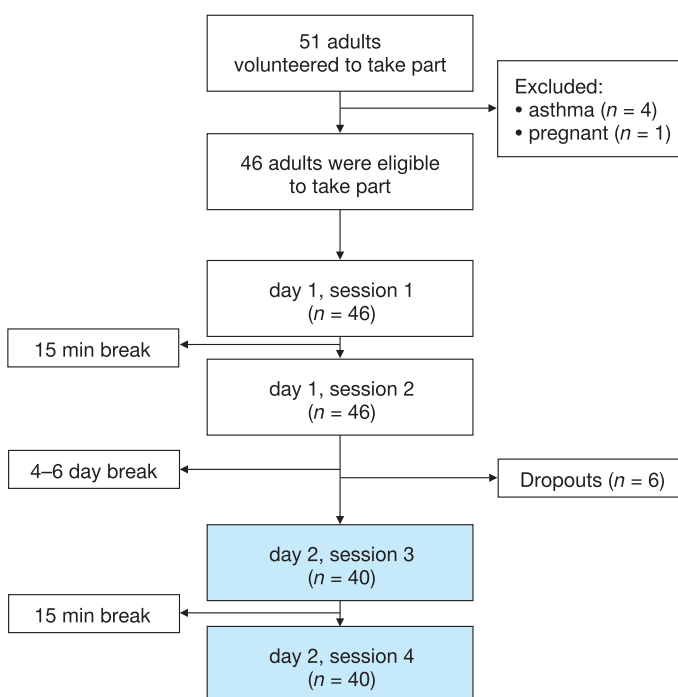 51 adults
volunteered to take part
Excluded:
• asthma (n = 4)
• pregnant (n = 1)
46 adults were eligible
to take part
day 1, session 1
(n = 46)
15 min break
day 1, session 2
(n = 46)
4–6 day break
Dropouts (n = 6)
day 2, session 3
(n = 40)
15 min break
day 2, session 4
(n = 40)